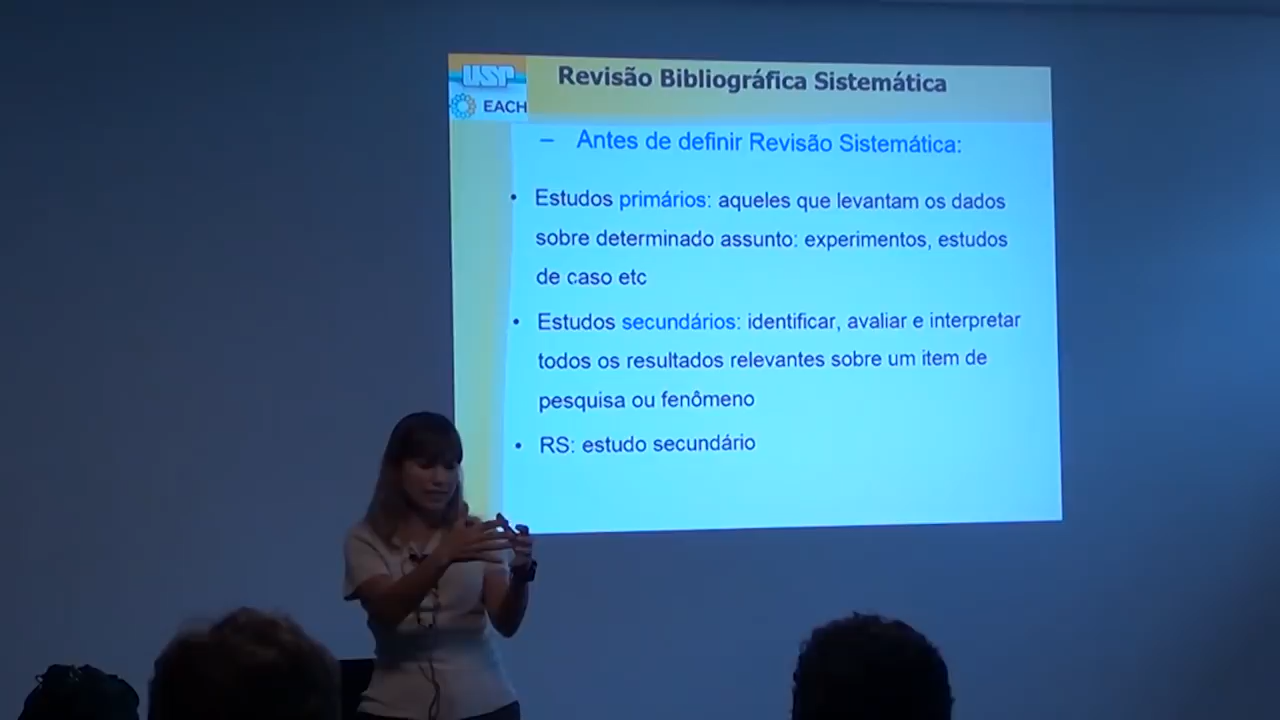 USP
EACH
Revisão Bibliográfica Sistemática
– Antes de definir Revisão Sistemática:
• Estudos primários: aqueles que levantam os dados
sobre determinado assunto: experimentos, estudos
de caso etc
• Estudos secundários: identificar, avaliar e interpretar
todos os resultados relevantes sobre um item de
pesquisa ou fenômeno
• RS: estudo secundário